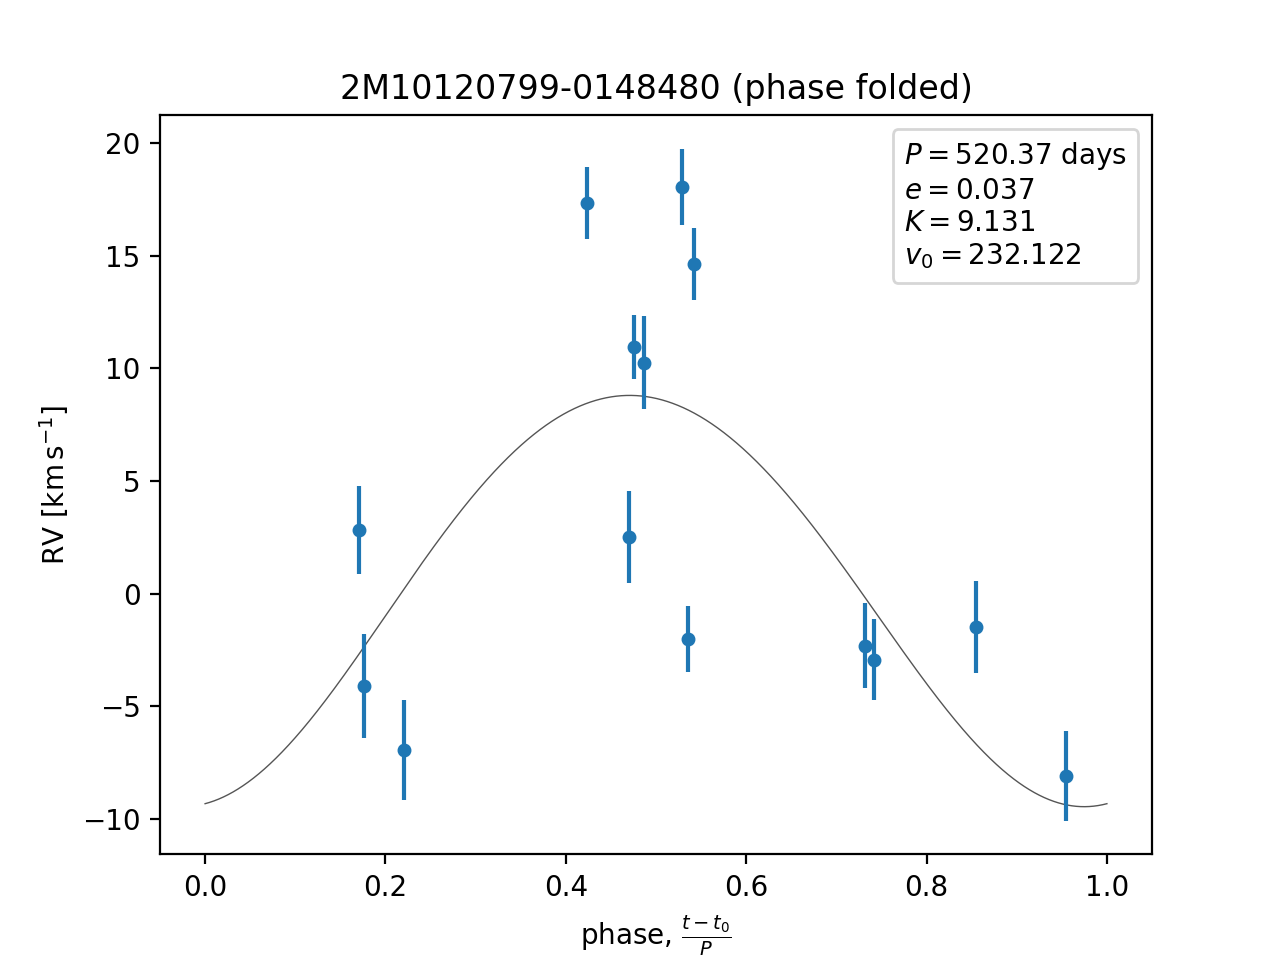 2M10120799-0148480 (phase folded)
P = 520.37 days
e = 0.037
K = 9.131
v₀ = 232.122
RV [km s⁻¹]
20
15
10
5
0
−5
−10
0.0 0.2 0.4 0.6 0.8 1.0
phase, (t − t₀)/P